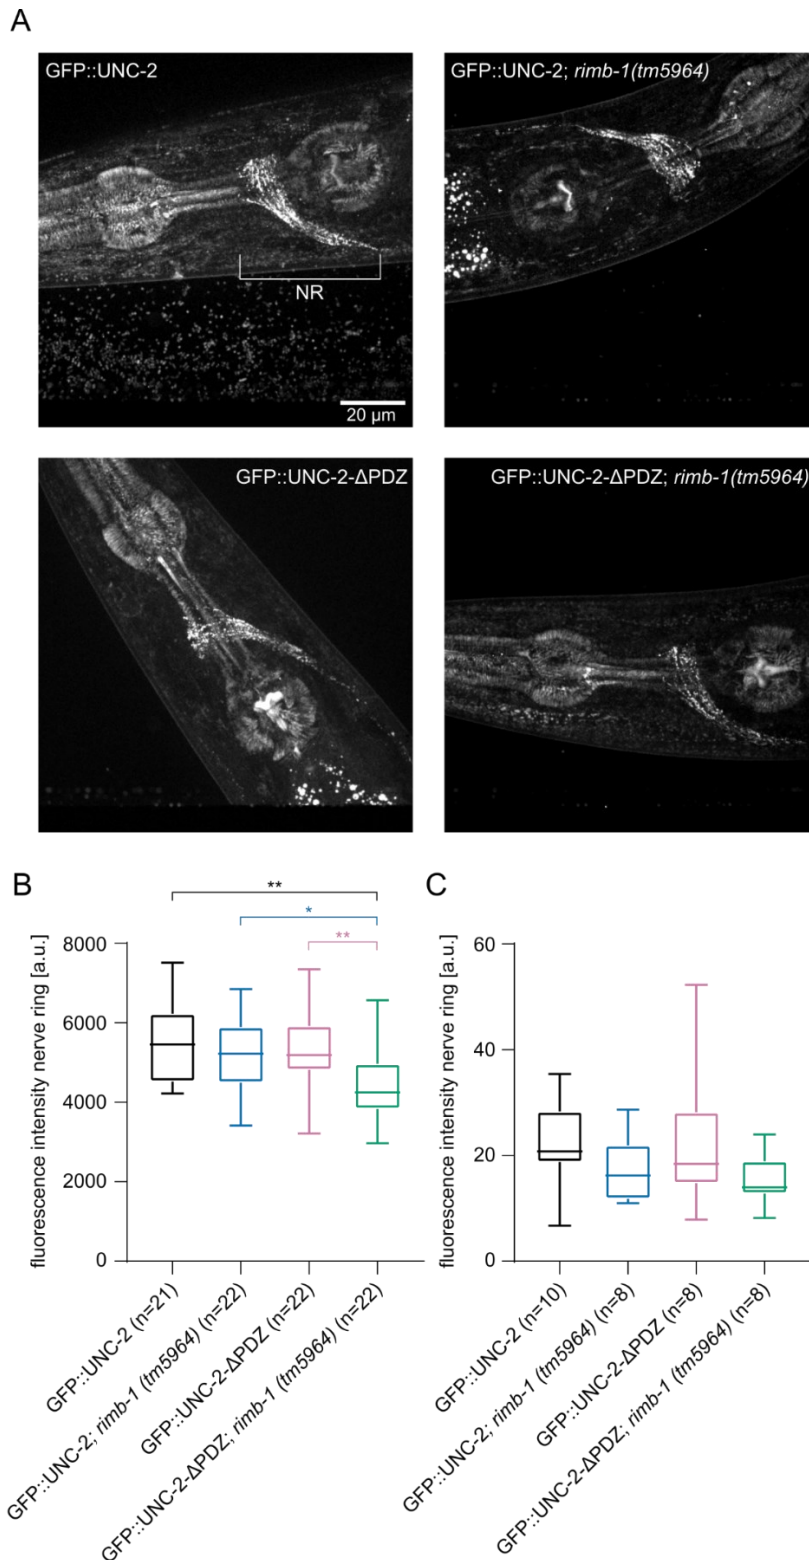 A
GFP::UNC-2
GFP::UNC-2; rimb-1(tm5964)
NR
20 µm
GFP::UNC-2-ΔPDZ
GFP::UNC-2-ΔPDZ; rimb-1(tm5964)
B
**
*
**
fluorescence intensity nerve ring [a.u.]
8000
6000
4000
2000
0
GFP::UNC-2 (n=21)
GFP::UNC-2; rimb-1 (tm5964) (n=22)
GFP::UNC-2-ΔPDZ (n=22)
GFP::UNC-2-ΔPDZ; rimb-1 (tm5964) (n=22)
C
fluorescence intensity nerve ring [a.u.]
60
40
20
0
GFP::UNC-2 (n=10)
GFP::UNC-2; rimb-1 (tm5964) (n=8)
GFP::UNC-2-ΔPDZ (n=8)
GFP::UNC-2-ΔPDZ; rimb-1 (tm5964) (n=8)